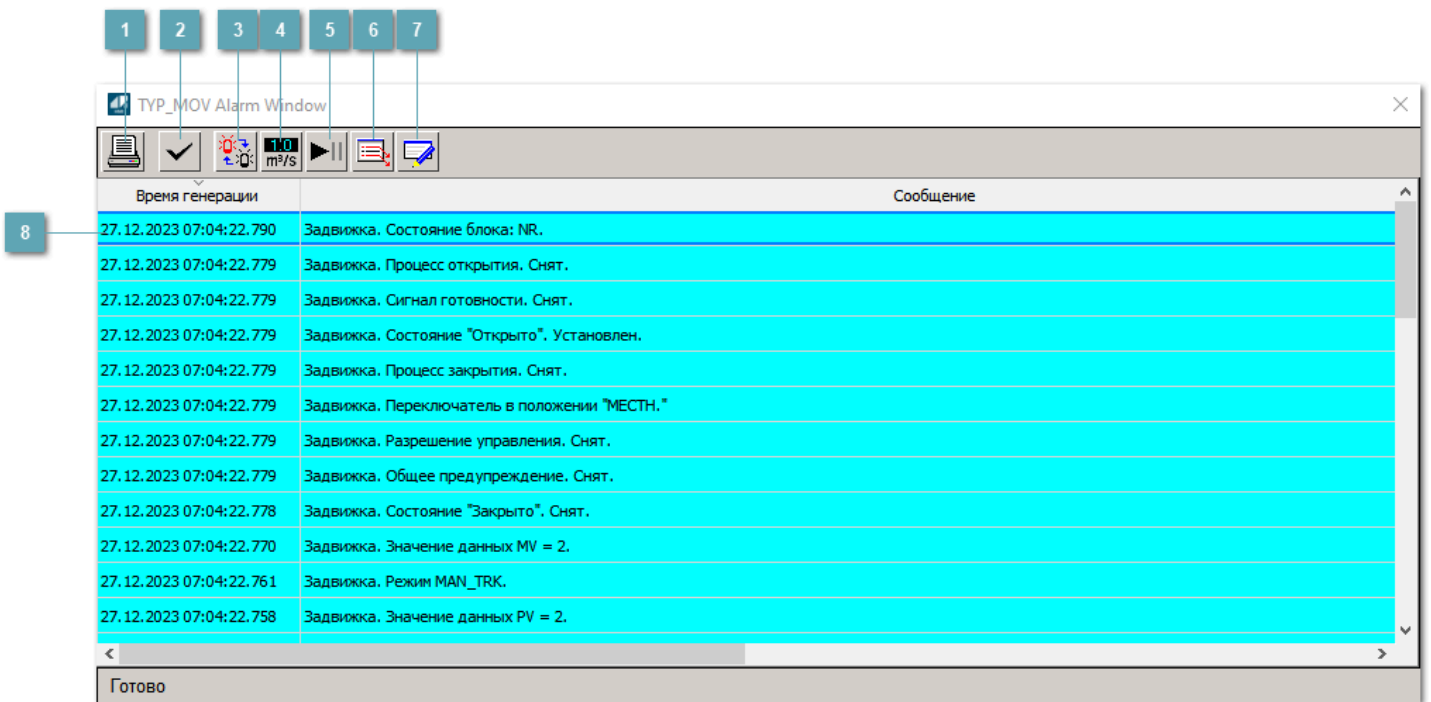 1 2 3 4 5 6 7
TYP_MOV Alarm Window
1.0
m³/s
Время генерации Сообщение
8
27.12.2023 07:04:22.790 Задвижка. Состояние блока: NR.
27.12.2023 07:04:22.779 Задвижка. Процесс открытия. Снят.
27.12.2023 07:04:22.779 Задвижка. Сигнал готовности. Снят.
27.12.2023 07:04:22.779 Задвижка. Состояние "Открыто". Установлен.
27.12.2023 07:04:22.779 Задвижка. Процесс закрытия. Снят.
27.12.2023 07:04:22.779 Задвижка. Переключатель в положении "МЕСТН."
27.12.2023 07:04:22.779 Задвижка. Разрешение управления. Снят.
27.12.2023 07:04:22.779 Задвижка. Общее предупреждение. Снят.
27.12.2023 07:04:22.778 Задвижка. Состояние "Закрыто". Снят.
27.12.2023 07:04:22.770 Задвижка. Значение данных MV = 2.
27.12.2023 07:04:22.761 Задвижка. Режим MAN_TRK.
27.12.2023 07:04:22.758 Задвижка. Значение данных PV = 2.
Готово